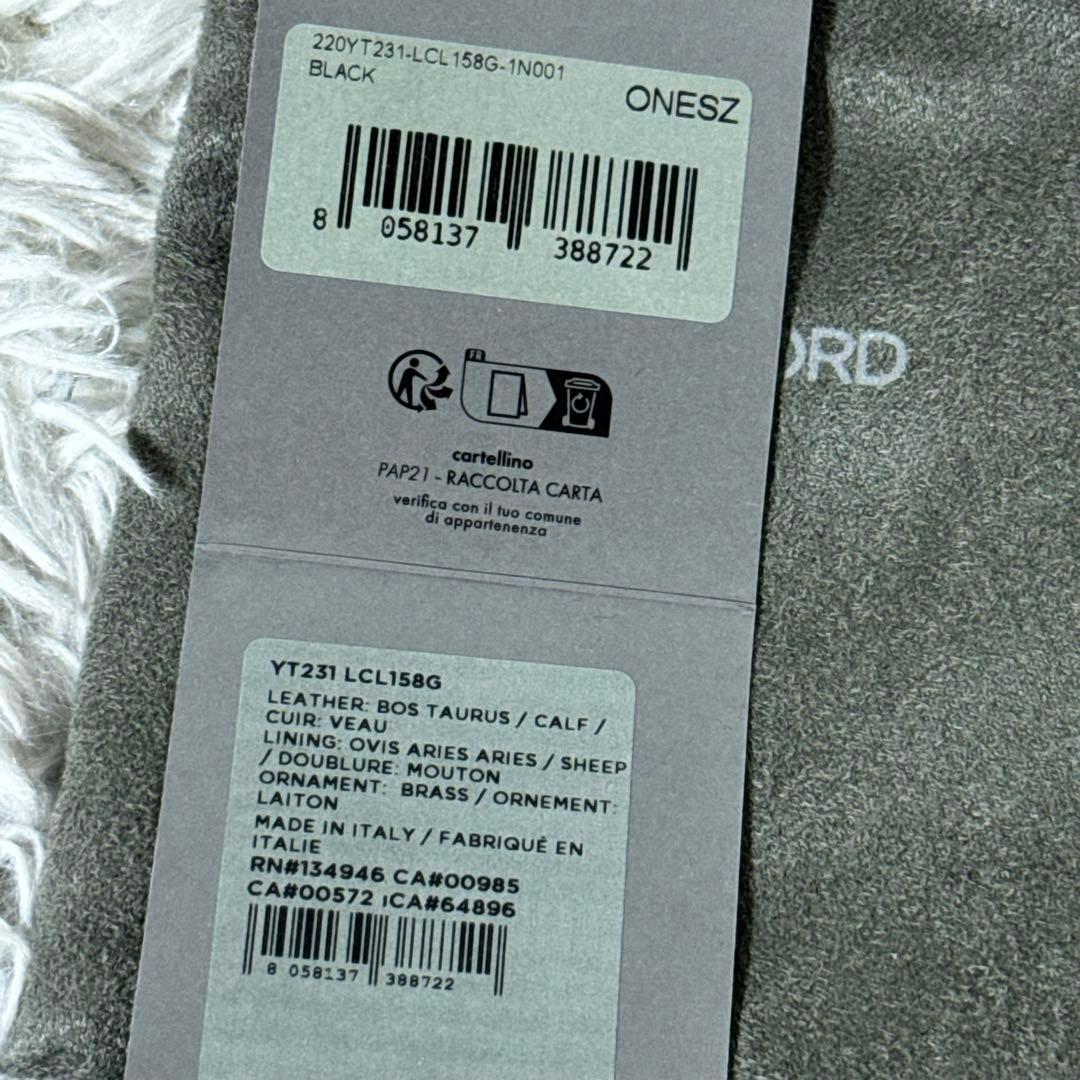 220YT231-LCL158G-1N001
BLACK
ONESZ
8 058137 388722
ORD
FR
cartellino
PAP21 - RACCOLTA CARTA
verifica con il tuo comune
di appartenenza
YT231 LCL158G
LEATHER: BOS TAURUS / CALF /
CUIR: VEAU
LINING: OVIS ARIES ARIES / SHEEP
/ DOUBLURE: MOUTON
ORNAMENT: BRASS / ORNEMENT:
LAITON
MADE IN ITALY / FABRIQUÉ EN
ITALIE
RN#134946 CA#00985
CA#00572 ICA#64896
8 058137 388722